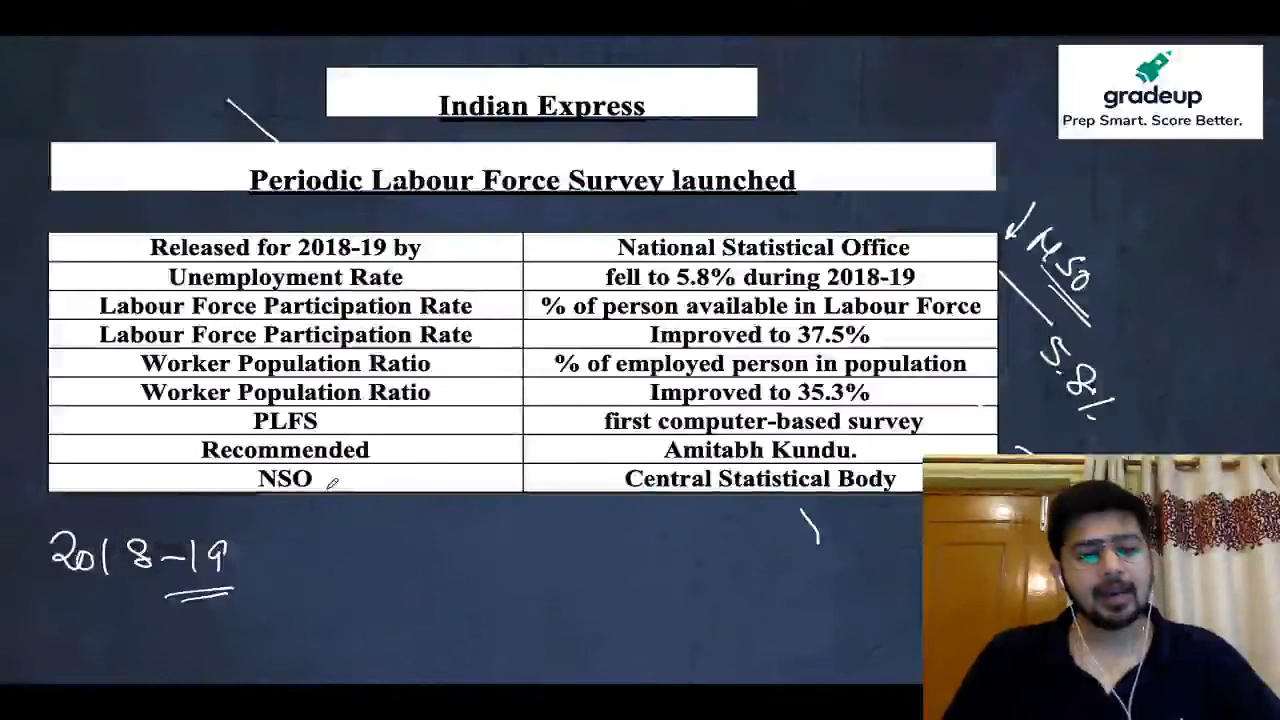 gradeup
Prep Smart. Score Better.
Indian Express
Periodic Labour Force Survey launched
Released for 2018-19 by National Statistical Office
Unemployment Rate fell to 5.8% during 2018-19
Labour Force Participation Rate % of person available in Labour Force
Labour Force Participation Rate Improved to 37.5%
Worker Population Ratio % of employed person in population
Worker Population Ratio Improved to 35.3%
PLFS first computer-based survey
Recommended Amitabh Kundu.
NSO Central Statistical Body
NSO
5.8%
2018-19